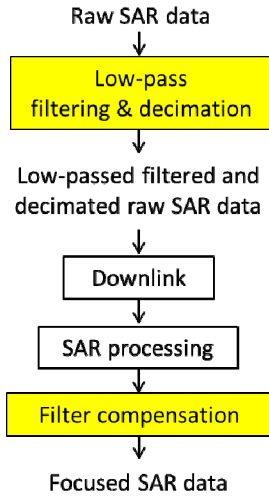 Raw SAR data
Low-pass
filtering & decimation
Low-passed filtered and
decimated raw SAR data
Downlink
SAR processing
Filter compensation
Focused SAR data